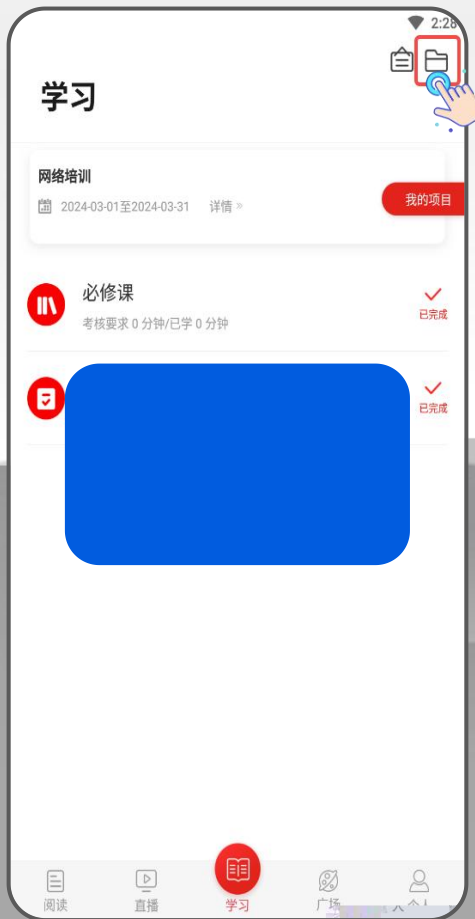 2:28
学习
网络培训
2024-03-01至2024-03-31 详情 »
我的项目
必修课
考核要求 0 分钟/已学 0 分钟
已完成
已完成
阅读 直播 学习 广场 个人